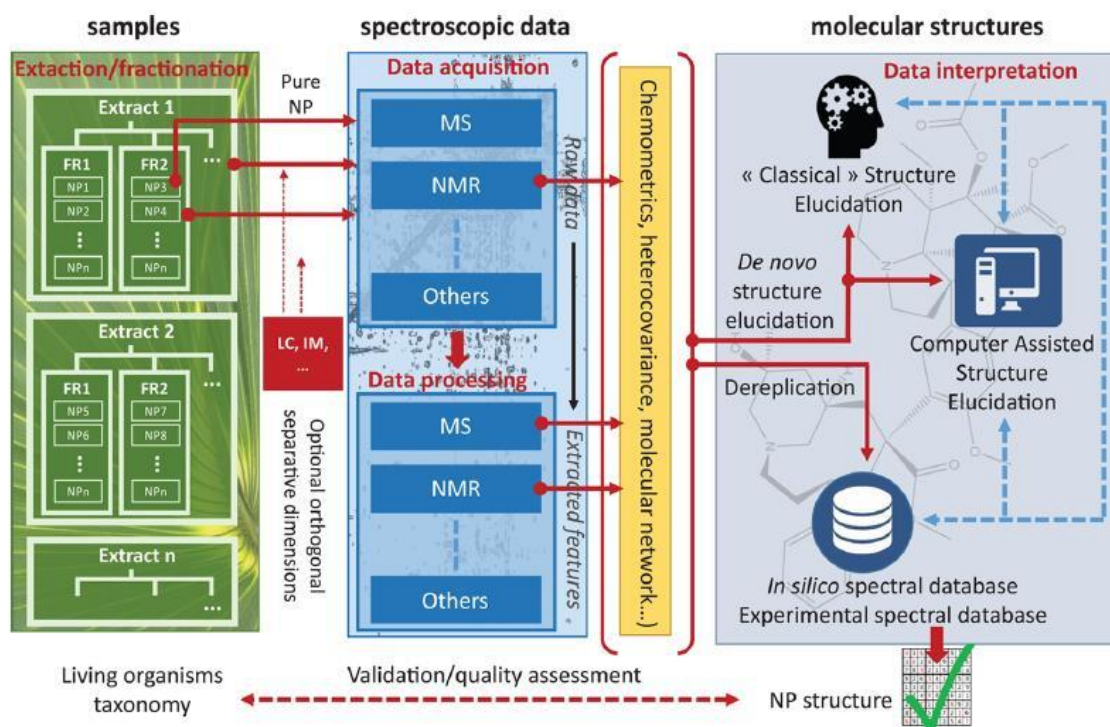 samples
spectroscopic data
molecular structures
Extaction/fractionation
Extract 1
FR1
NP1
NP2
NPn
FR2
NP3
NP4
NPn
...
Extract 2
FR1
NP5
NP6
NPn
FR2
NP7
NP8
NPn
...
Extract n
...
Pure
NP
LC, IM,
...
Optional orthogonal
separative dimensions
Data acquisition
MS
NMR
Others
Raw data
Data processing
MS
NMR
Others
Extracted features
Chemometrics, heterocovariance, molecular network...)
Data interpretation
« Classical » Structure
Elucidation
De novo
structure
elucidation
Computer Assisted
Structure
Elucidation
Dereplication
In silico spectral database
Experimental spectral database
Living organisms
taxonomy
Validation/quality assessment
NP structure